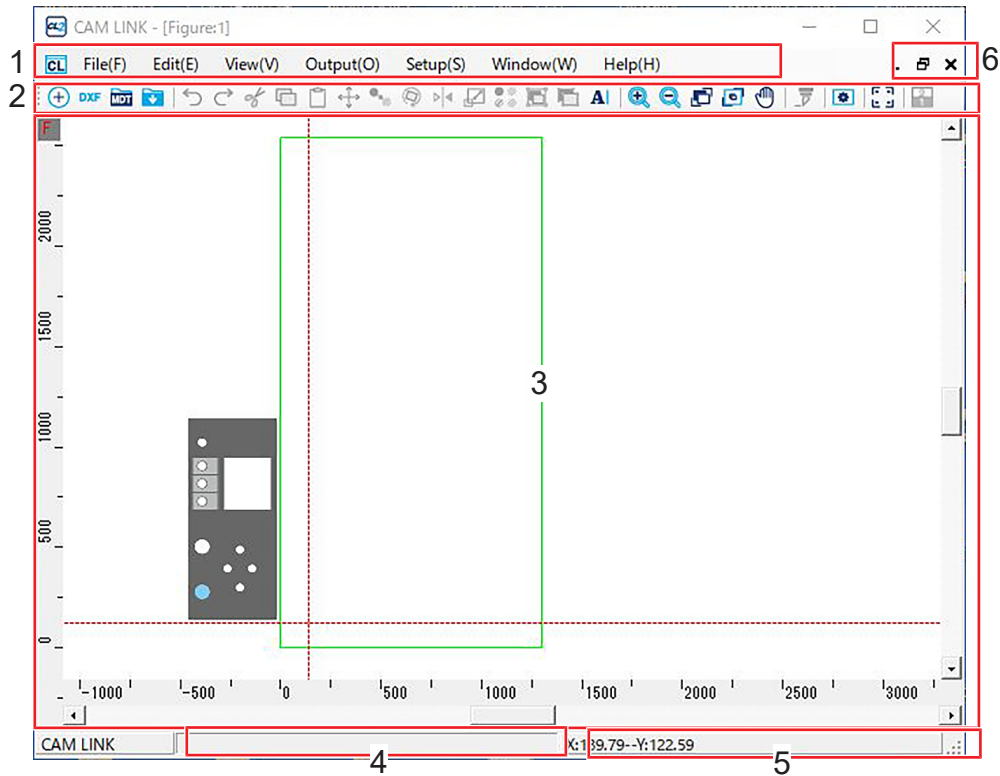 CL2 CAM LINK - [Figure:1]
1 CL File(F) Edit(E) View(V) Output(O) Setup(S) Window(W) Help(H) 6
2 DXF MDT A
F
2000
1500
3
1000
500
0
-1000 -500 0 500 1000 1500 2000 2500 3000
CAM LINK X:139.79--Y:122.59
4 5